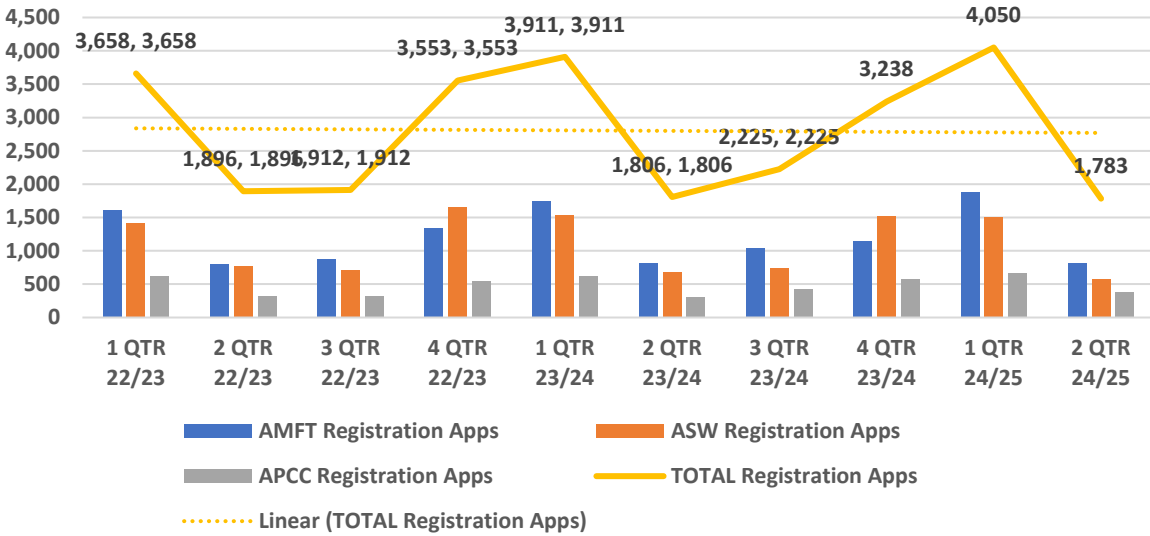 4,500
4,000
3,500
3,000
2,500
2,000
1,500
1,000
500
0
3,658, 3,658
1,896, 1,896
1,912, 1,912
3,553, 3,553
3,911, 3,911
1,806, 1,806
2,225, 2,225
3,238
4,050
1,783
1 QTR 22/23
2 QTR 22/23
3 QTR 22/23
4 QTR 22/23
1 QTR 23/24
2 QTR 23/24
3 QTR 23/24
4 QTR 23/24
1 QTR 24/25
2 QTR 24/25
AMFT Registration Apps
ASW Registration Apps
APCC Registration Apps
TOTAL Registration Apps
Linear (TOTAL Registration Apps)